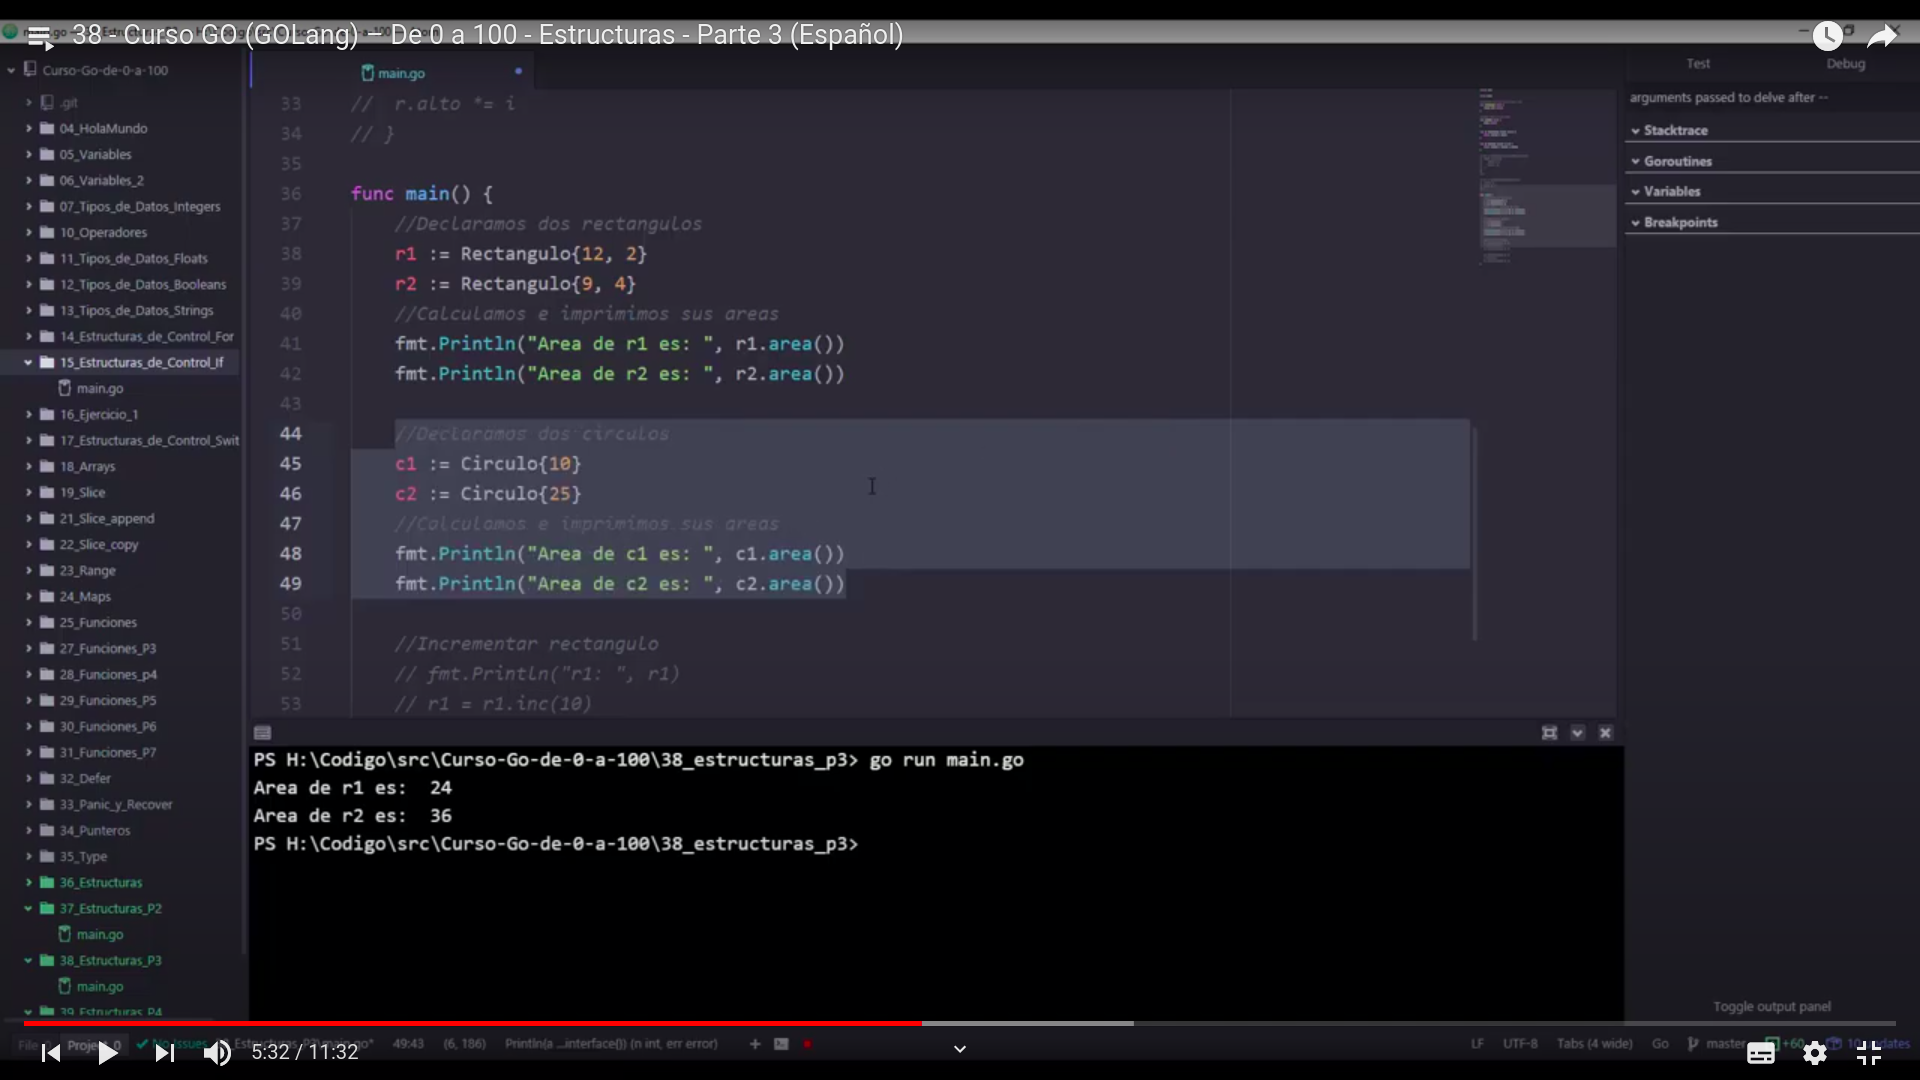 38 - Curso GO (GOLang) – De 0 a 100 - Estructuras - Parte 3 (Español)
Curso-Go-de-0-a-100
.git
04_HolaMundo
05_Variables
06_Variables_2
07_Tipos_de_Datos_Integers
10_Operadores
11_Tipos_de_Datos_Floats
12_Tipos_de_Datos_Booleans
13_Tipos_de_Datos_Strings
14_Estructuras_de_Control_For
15_Estructuras_de_Control_If
main.go
16_Ejercicio_1
17_Estructuras_de_Control_Swit
18_Arrays
19_Slice
21_Slice_append
22_Slice_copy
23_Range
24_Maps
25_Funciones
27_Funciones_P3
28_Funciones_p4
29_Funciones_P5
30_Funciones_P6
31_Funciones_P7
32_Defer
33_Panic_y_Recover
34_Punteros
35_Type
36_Estructuras
37_Estructuras_P2
main.go
38_Estructuras_P3
main.go
39_Estructuras_P4
main.go
33 // r.alto *= i
34 // }
35
36 func main() {
37 //Declaramos dos rectangulos
38 r1 := Rectangulo{12, 2}
39 r2 := Rectangulo{9, 4}
40 //Calculamos e imprimimos sus areas
41 fmt.Println("Area de r1 es: ", r1.area())
42 fmt.Println("Area de r2 es: ", r2.area())
43
44 //Declaramos dos circulos
45 c1 := Circulo{10}
46 c2 := Circulo{25}
47 //Calculamos e imprimimos sus areas
48 fmt.Println("Area de c1 es: ", c1.area())
49 fmt.Println("Area de c2 es: ", c2.area())
50
51 //Incrementar rectangulo
52 // fmt.Println("r1: ", r1)
53 // r1 = r1.inc(10)
Test Debug
arguments passed to delve after --
Stacktrace
Goroutines
Variables
Breakpoints
Toggle output panel
PS H:\Codigo\src\Curso-Go-de-0-a-100\38_estructuras_p3> go run main.go
Area de r1 es:  24
Area de r2 es:  36
PS H:\Codigo\src\Curso-Go-de-0-a-100\38_estructuras_p3>
File Project 0 No Issues Estructuras_P3\main.go* 49:43 (6, 186) Println(a ...interface{}) (n int, err error) LF UTF-8 Tabs (4 wide) Go master +60 10 updates
5:32 / 11:32